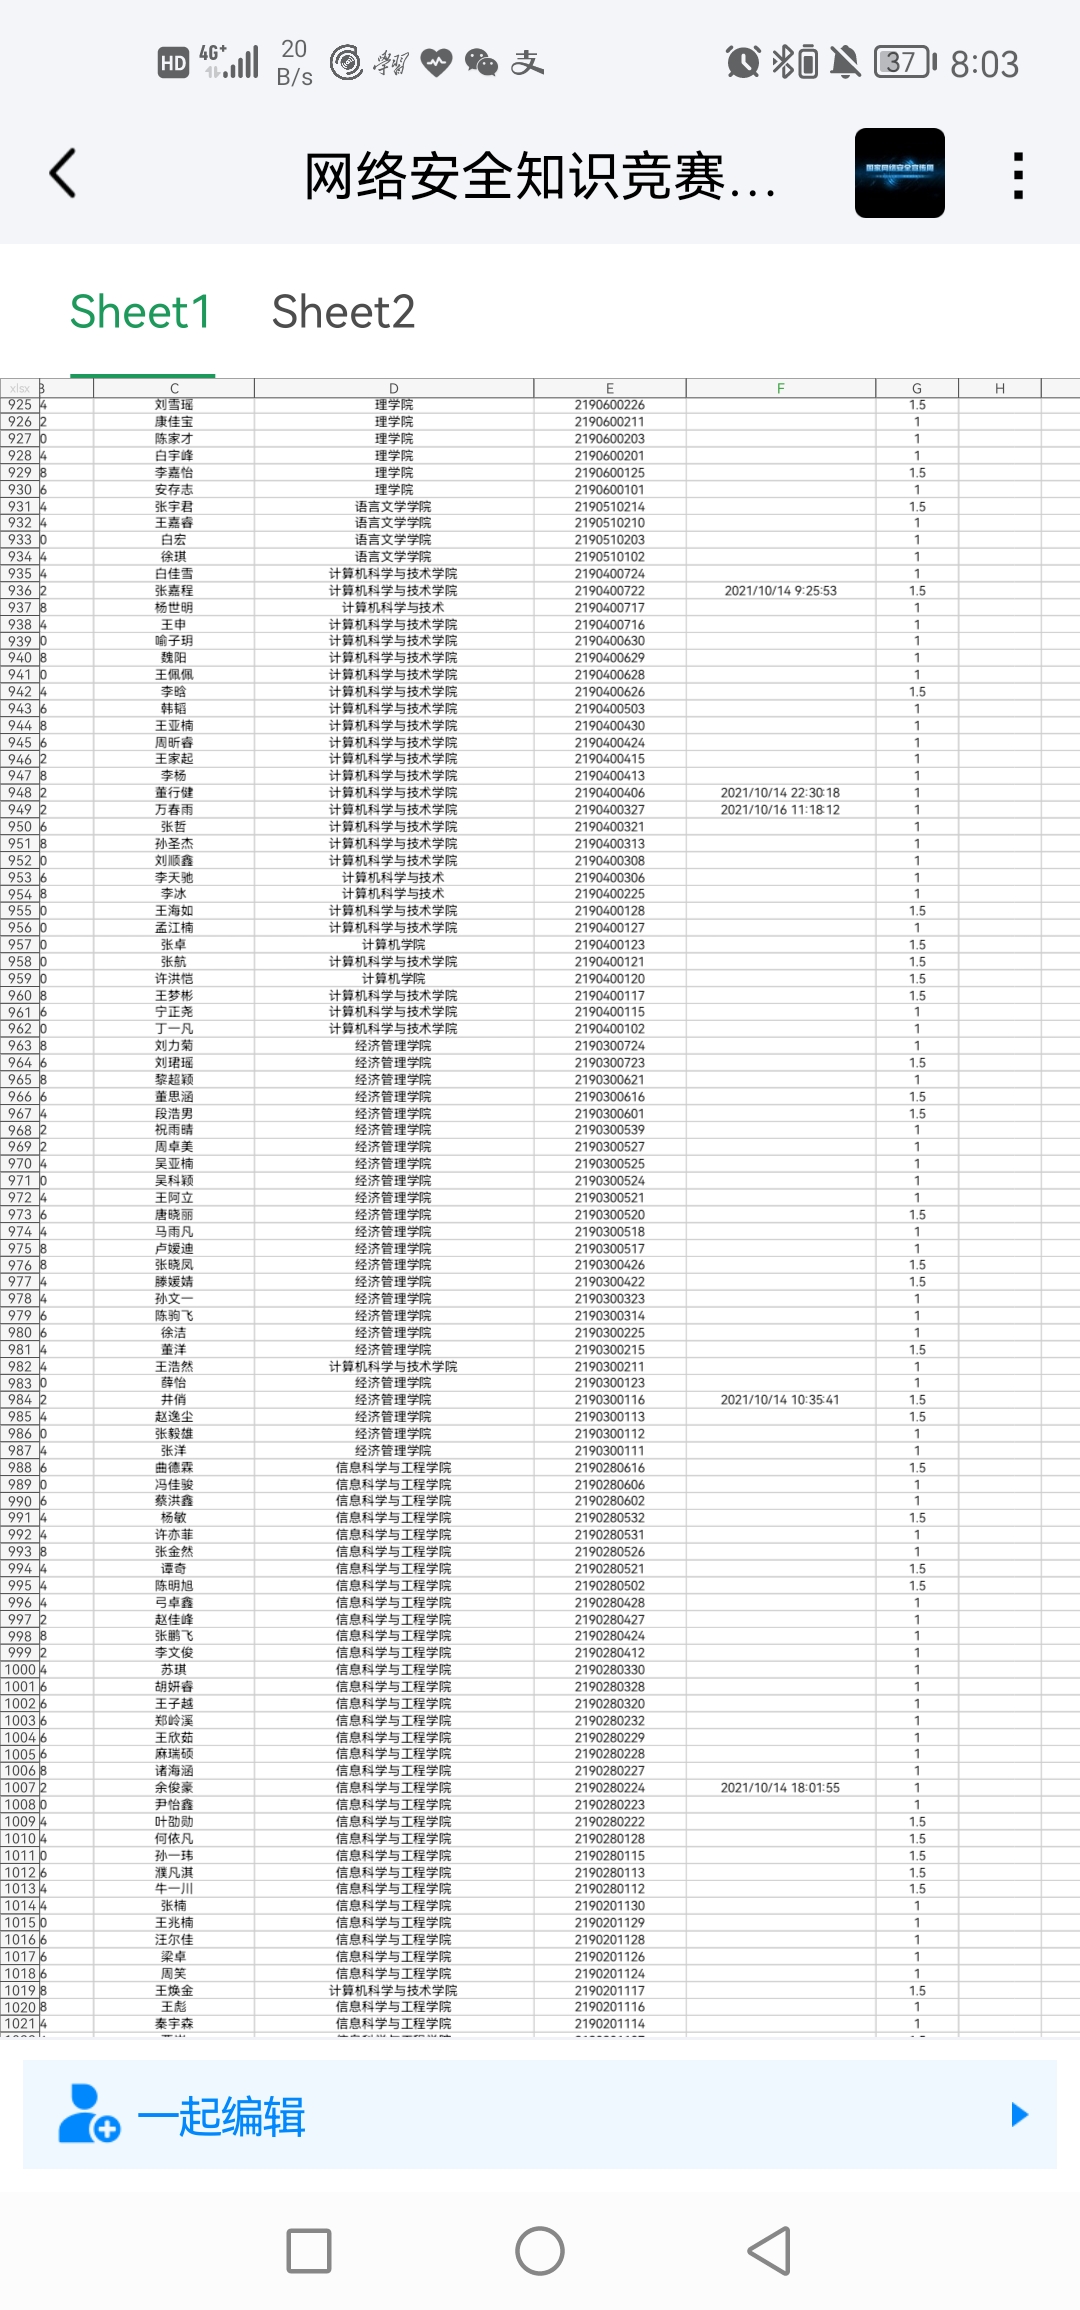 HD 4G+ 20 B/s 学習 支 37 8:03
网络安全知识竞赛...
国家网络安全宣传周
Sheet1 Sheet2
xlsx B C D E F G H
925 4 刘雪瑶 理学院 2190600226 1.5
926 2 康佳宝 理学院 2190600211 1
927 0 陈家才 理学院 2190600203 1
928 4 白宇峰 理学院 2190600201 1
929 8 李嘉怡 理学院 2190600125 1.5
930 6 安存志 理学院 2190600101 1
931 4 张宇君 语言文学学院 2190510214 1.5
932 4 王嘉睿 语言文学学院 2190510210 1
933 0 白宏 语言文学学院 2190510203 1
934 4 徐琪 语言文学学院 2190510102 1
935 4 白佳雪 计算机科学与技术学院 2190400724 1
936 2 张嘉程 计算机科学与技术学院 2190400722 2021/10/14 9:25:53 1.5
937 8 杨世明 计算机科学与技术 2190400717 1
938 4 王申 计算机科学与技术学院 2190400716 1
939 0 喻子玥 计算机科学与技术学院 2190400630 1
940 8 魏阳 计算机科学与技术学院 2190400629 1
941 0 王佩佩 计算机科学与技术学院 2190400628 1
942 4 李晗 计算机科学与技术学院 2190400626 1.5
943 6 韩韬 计算机科学与技术学院 2190400503 1
944 8 王亚楠 计算机科学与技术学院 2190400430 1
945 6 周昕睿 计算机科学与技术学院 2190400424 1
946 2 王家起 计算机科学与技术学院 2190400415 1
947 8 李杨 计算机科学与技术学院 2190400413 1
948 2 董行健 计算机科学与技术学院 2190400406 2021/10/14 22:30:18 1
949 2 万春雨 计算机科学与技术学院 2190400327 2021/10/16 11:18:12 1
950 6 张哲 计算机科学与技术学院 2190400321 1
951 8 孙圣杰 计算机科学与技术学院 2190400313 1
952 0 刘顺鑫 计算机科学与技术学院 2190400308 1
953 6 李天驰 计算机科学与技术 2190400306 1
954 8 李冰 计算机科学与技术 2190400225 1
955 0 王海如 计算机科学与技术学院 2190400128 1.5
956 0 孟江楠 计算机科学与技术学院 2190400127 1
957 0 张卓 计算机学院 2190400123 1.5
958 0 张航 计算机科学与技术学院 2190400121 1.5
959 0 许洪恺 计算机学院 2190400120 1.5
960 8 王梦彬 计算机科学与技术学院 2190400117 1.5
961 6 宁正尧 计算机科学与技术学院 2190400115 1
962 0 丁一凡 计算机科学与技术学院 2190400102 1
963 8 刘力菊 经济管理学院 2190300724 1
964 6 刘珺瑶 经济管理学院 2190300723 1.5
965 8 黎超颖 经济管理学院 2190300621 1
966 6 董思涵 经济管理学院 2190300616 1.5
967 4 段浩男 经济管理学院 2190300601 1.5
968 2 祝雨晴 经济管理学院 2190300539 1
969 2 周卓美 经济管理学院 2190300527 1
970 4 吴亚楠 经济管理学院 2190300525 1
971 0 吴科颖 经济管理学院 2190300524 1
972 4 王阿立 经济管理学院 2190300521 1
973 6 唐晓丽 经济管理学院 2190300520 1.5
974 4 马雨凡 经济管理学院 2190300518 1
975 8 卢媛迪 经济管理学院 2190300517 1
976 8 张晓凤 经济管理学院 2190300426 1.5
977 4 滕媛婧 经济管理学院 2190300422 1.5
978 4 孙文一 经济管理学院 2190300323 1
979 6 陈驹飞 经济管理学院 2190300314 1
980 6 徐洁 经济管理学院 2190300225 1
981 4 董洋 经济管理学院 2190300215 1.5
982 4 王浩然 计算机科学与技术学院 2190300211 1
983 0 薛怡 经济管理学院 2190300123 1
984 2 井俏 经济管理学院 2190300116 2021/10/14 10:35:41 1.5
985 4 赵逸尘 经济管理学院 2190300113 1.5
986 0 张毅雄 经济管理学院 2190300112 1
987 4 张洋 经济管理学院 2190300111 1
988 6 曲德霖 信息科学与工程学院 2190280616 1.5
989 0 冯佳骏 信息科学与工程学院 2190280606 1
990 6 蔡洪鑫 信息科学与工程学院 2190280602 1
991 4 杨敏 信息科学与工程学院 2190280532 1.5
992 4 许亦菲 信息科学与工程学院 2190280531 1
993 8 张金然 信息科学与工程学院 2190280526 1
994 4 谭奇 信息科学与工程学院 2190280521 1.5
995 4 陈明旭 信息科学与工程学院 2190280502 1.5
996 4 弓卓鑫 信息科学与工程学院 2190280428 1
997 2 赵佳峰 信息科学与工程学院 2190280427 1
998 8 张鹏飞 信息科学与工程学院 2190280424 1
999 2 李文俊 信息科学与工程学院 2190280412 1
1000 4 苏琪 信息科学与工程学院 2190280330 1
1001 6 胡妍睿 信息科学与工程学院 2190280328 1
1002 6 王子越 信息科学与工程学院 2190280320 1
1003 6 郑岭溪 信息科学与工程学院 2190280232 1
1004 6 王欣茹 信息科学与工程学院 2190280229 1
1005 6 麻瑞硕 信息科学与工程学院 2190280228 1
1006 8 诸海涵 信息科学与工程学院 2190280227 1
1007 2 余俊豪 信息科学与工程学院 2190280224 2021/10/14 18:01:55 1
1008 0 尹怡鑫 信息科学与工程学院 2190280223 1
1009 4 叶劭勋 信息科学与工程学院 2190280222 1.5
1010 4 何依凡 信息科学与工程学院 2190280128 1.5
1011 0 孙一玮 信息科学与工程学院 2190280115 1.5
1012 6 濮凡淇 信息科学与工程学院 2190280113 1.5
1013 4 牛一川 信息科学与工程学院 2190280112 1.5
1014 4 张楠 信息科学与工程学院 2190201130 1
1015 0 王兆楠 信息科学与工程学院 2190201129 1
1016 6 汪尔佳 信息科学与工程学院 2190201128 1
1017 6 梁卓 信息科学与工程学院 2190201126 1
1018 6 周笑 信息科学与工程学院 2190201124 1
1019 8 王焕金 计算机科学与技术学院 2190201117 1.5
1020 8 王彪 信息科学与工程学院 2190201116 1
1021 4 秦宇森 信息科学与工程学院 2190201114 1
一起编辑